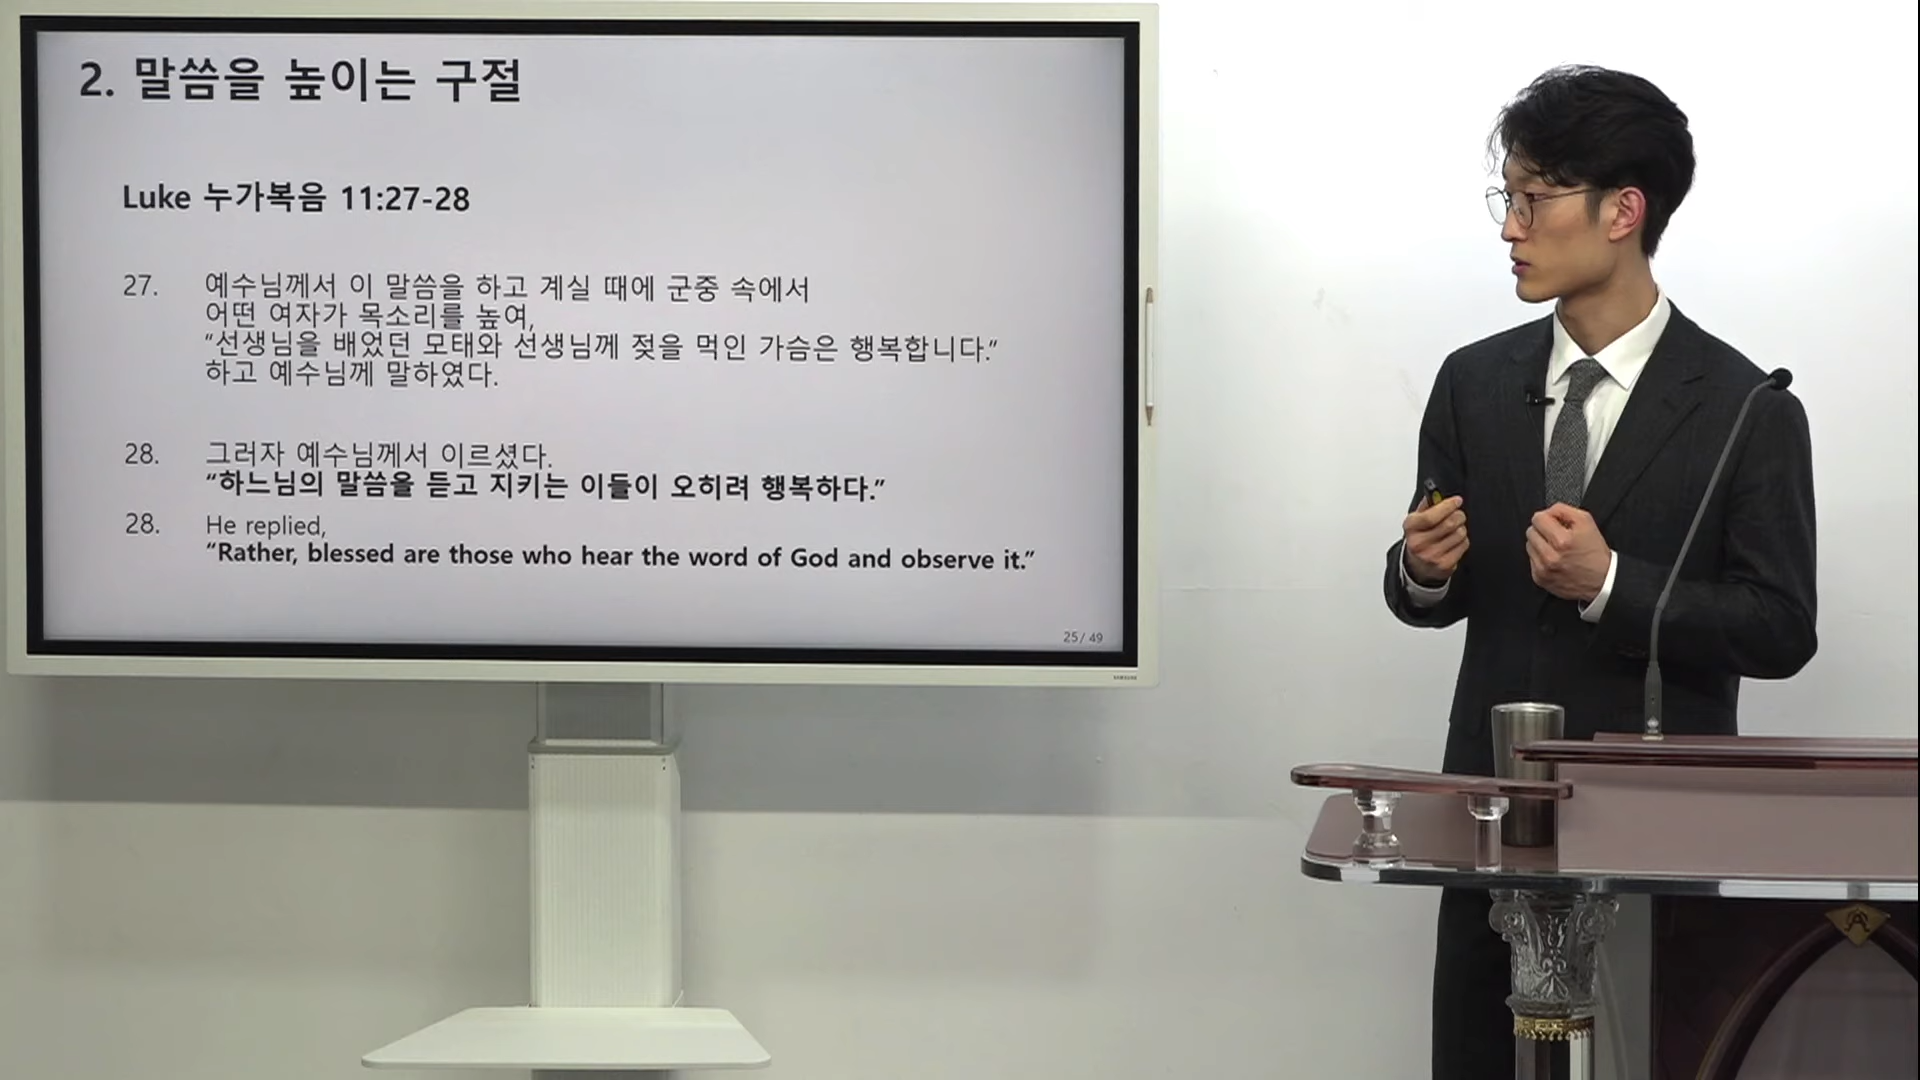 2. 말씀을 높이는 구절
Luke 누가복음 11:27-28
27. 예수님께서 이 말씀을 하고 계실 때에 군중 속에서
어떤 여자가 목소리를 높여,
“선생님을 배었던 모태와 선생님께 젖을 먹인 가슴은 행복합니다.”
하고 예수님께 말하였다.
28. 그러자 예수님께서 이르셨다.
“하느님의 말씀을 듣고 지키는 이들이 오히려 행복하다.”
28. He replied,
“Rather, blessed are those who hear the word of God and observe it.”
25/ 49
SAMSUNG